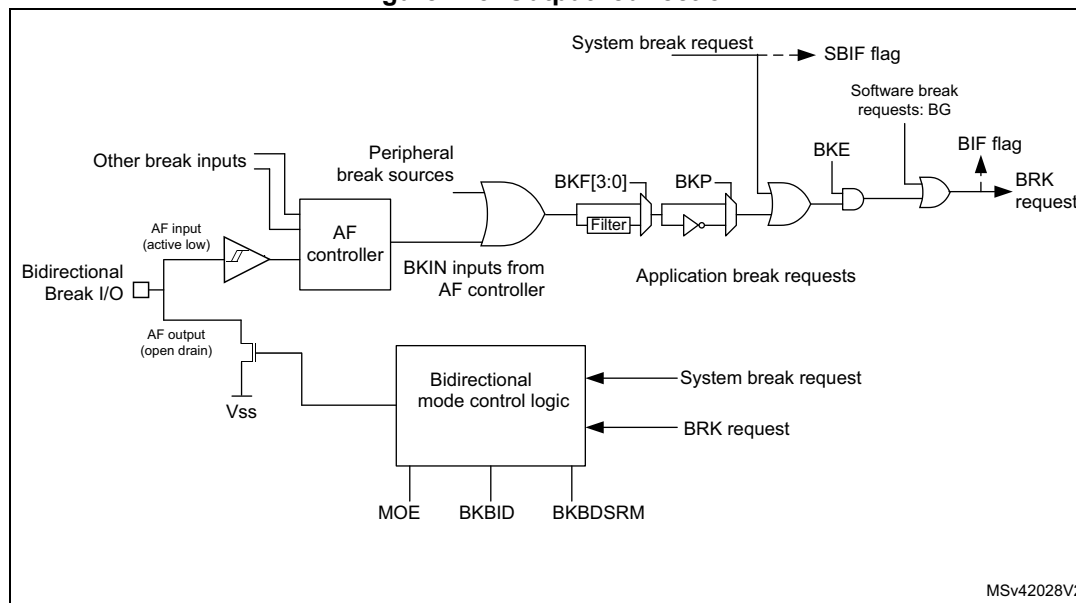 System break request
SBIF flag
Software break
requests: BG
BIF flag
BRK
request
Other break inputs
Peripheral
break sources
BKF[3:0]
BKP
BKE
Filter
AF input
(active low)
AF
controller
BKIN inputs from
AF controller
Application break requests
Bidirectional
Break I/O
AF output
(open drain)
Vss
Bidirectional
mode control logic
System break request
BRK request
MOE
BKBID
BKBDSRM
MSv42028V2